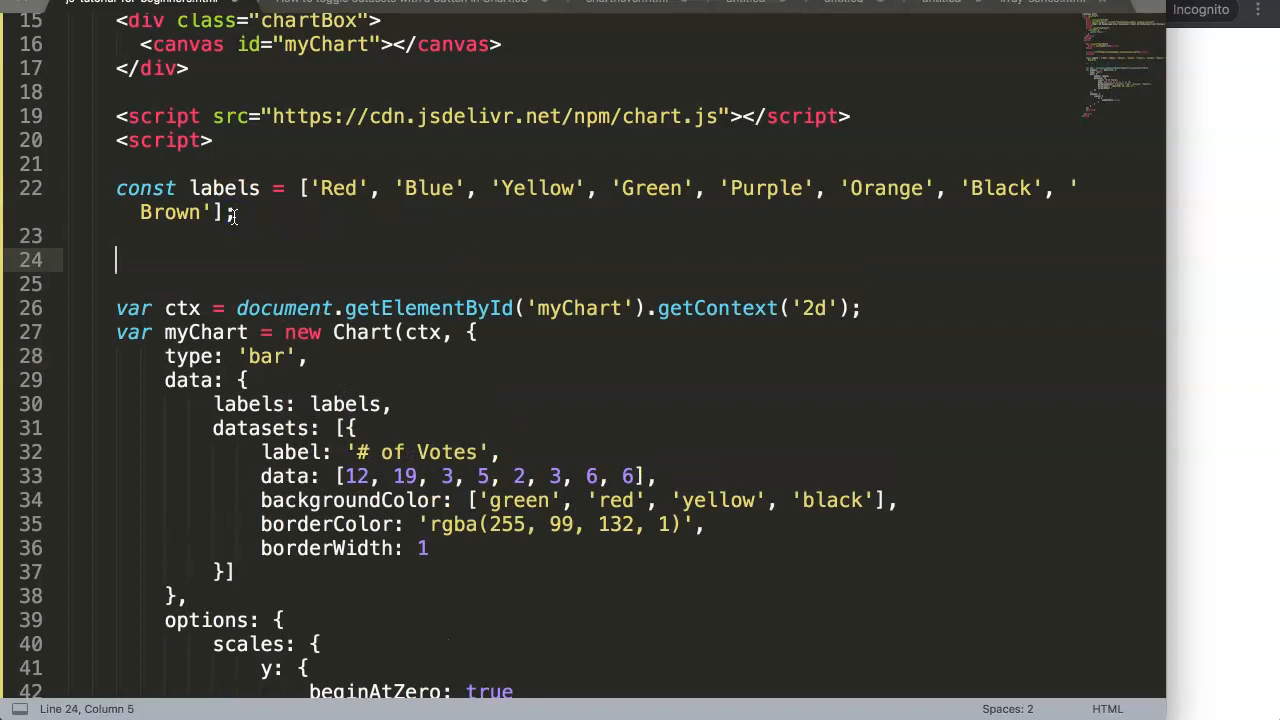 Incognito
15 <div class="chartBox">
16 <canvas id="myChart"></canvas>
17 </div>
18
19 <script src="https://cdn.jsdelivr.net/npm/chart.js"></script>
20 <script>
21
22 const labels = ['Red', 'Blue', 'Yellow', 'Green', 'Purple', 'Orange', 'Black', '
Brown'];
23
24
25
26 var ctx = document.getElementById('myChart').getContext('2d');
27 var myChart = new Chart(ctx, {
28 type: 'bar',
29 data: {
30 labels: labels,
31 datasets: [{
32 label: '# of Votes',
33 data: [12, 19, 3, 5, 2, 3, 6, 6],
34 backgroundColor: ['green', 'red', 'yellow', 'black'],
35 borderColor: 'rgba(255, 99, 132, 1)',
36 borderWidth: 1
37 }]
38 },
39 options: {
40 scales: {
41 y: {
42 beginAtZero: true
Line 24, Column 5
Spaces: 2
HTML